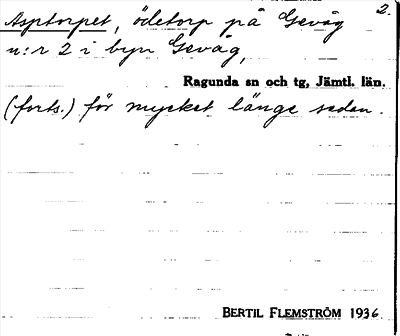 2.
Asptorpet, ödetorp på Gevåg
n:r 2 i byn Gevåg,
Ragunda sn och tg, Jämtl. län.
(forts.) för mycket länge sedan.
BERTIL FLEMSTRÖM 1936.